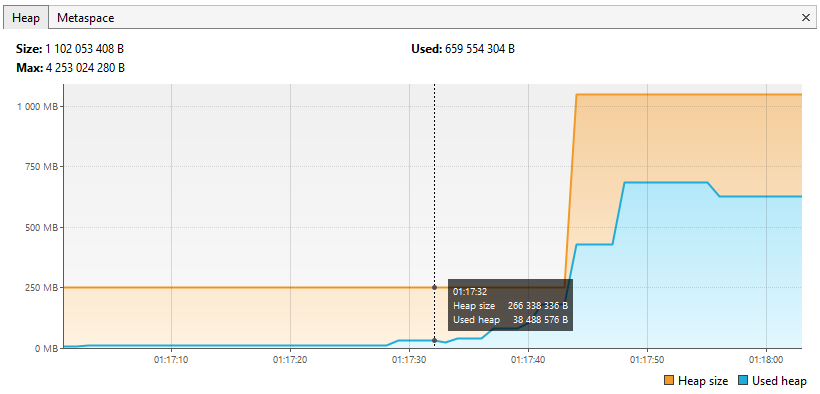 Heap Metaspace ×
Size: 1 102 053 408 B Used: 659 554 304 B
Max: 4 253 024 280 B
1 000 MB
750 MB
500 MB
250 MB
0 MB
01:17:32
Heap size 266 338 336 B
Used heap 38 488 576 B
01:17:10 01:17:20 01:17:30 01:17:40 01:17:50 01:18:00
Heap size Used heap